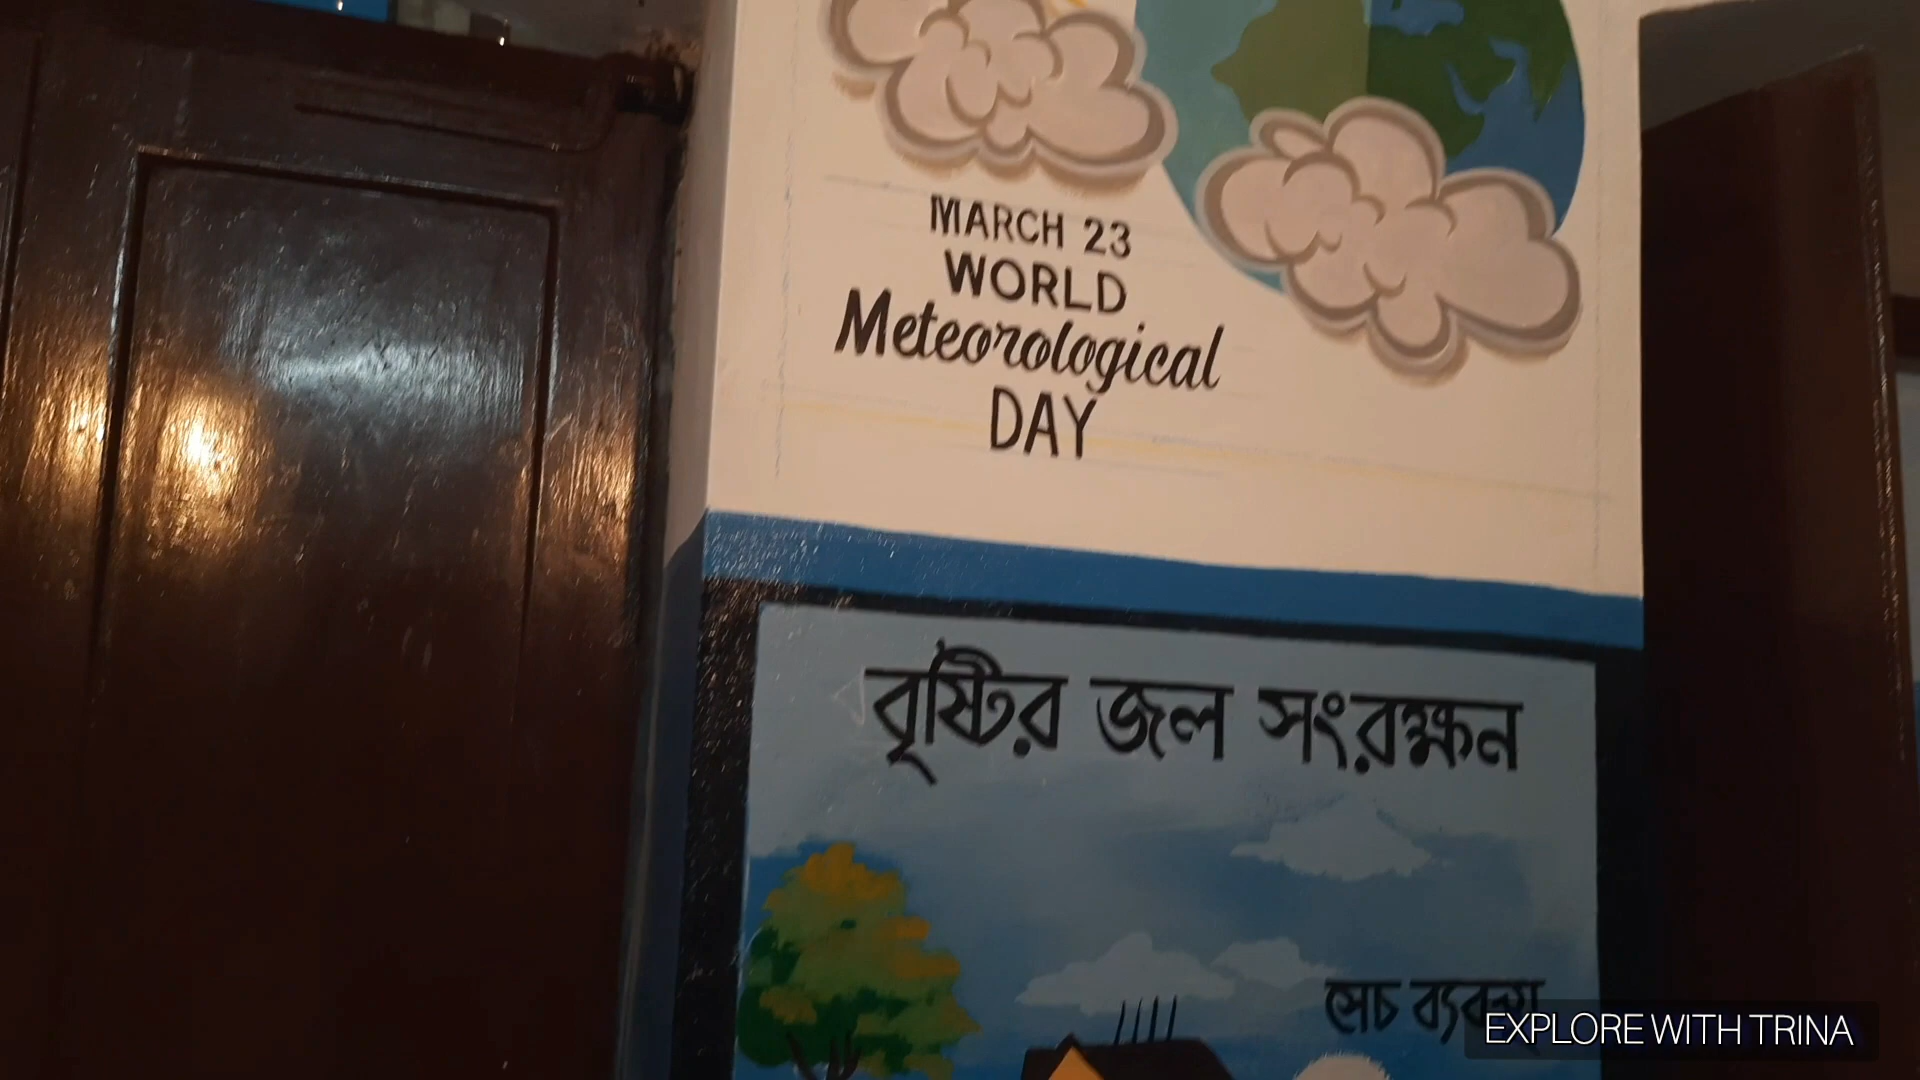 MARCH 23
WORLD
Meteorological
DAY
বৃষ্টির জল সংরক্ষন
সেচ ব্যবস্থা
EXPLORE WITH TRINA